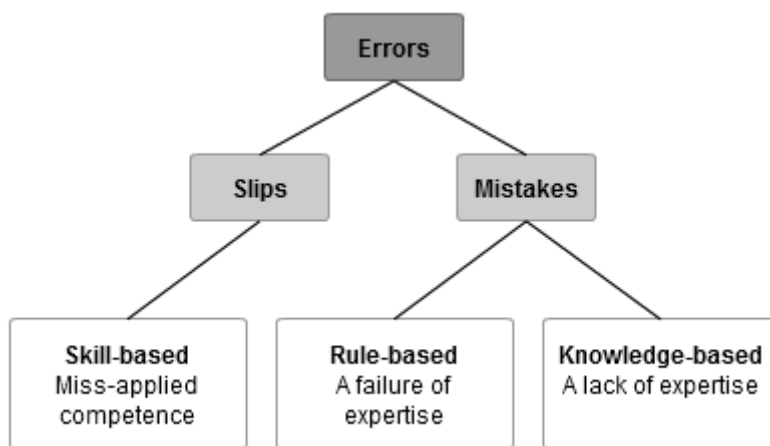 Errors
Slips
Mistakes
Skill-based
Miss-applied
competence
Rule-based
A failure of
expertise
Knowledge-based
A lack of expertise